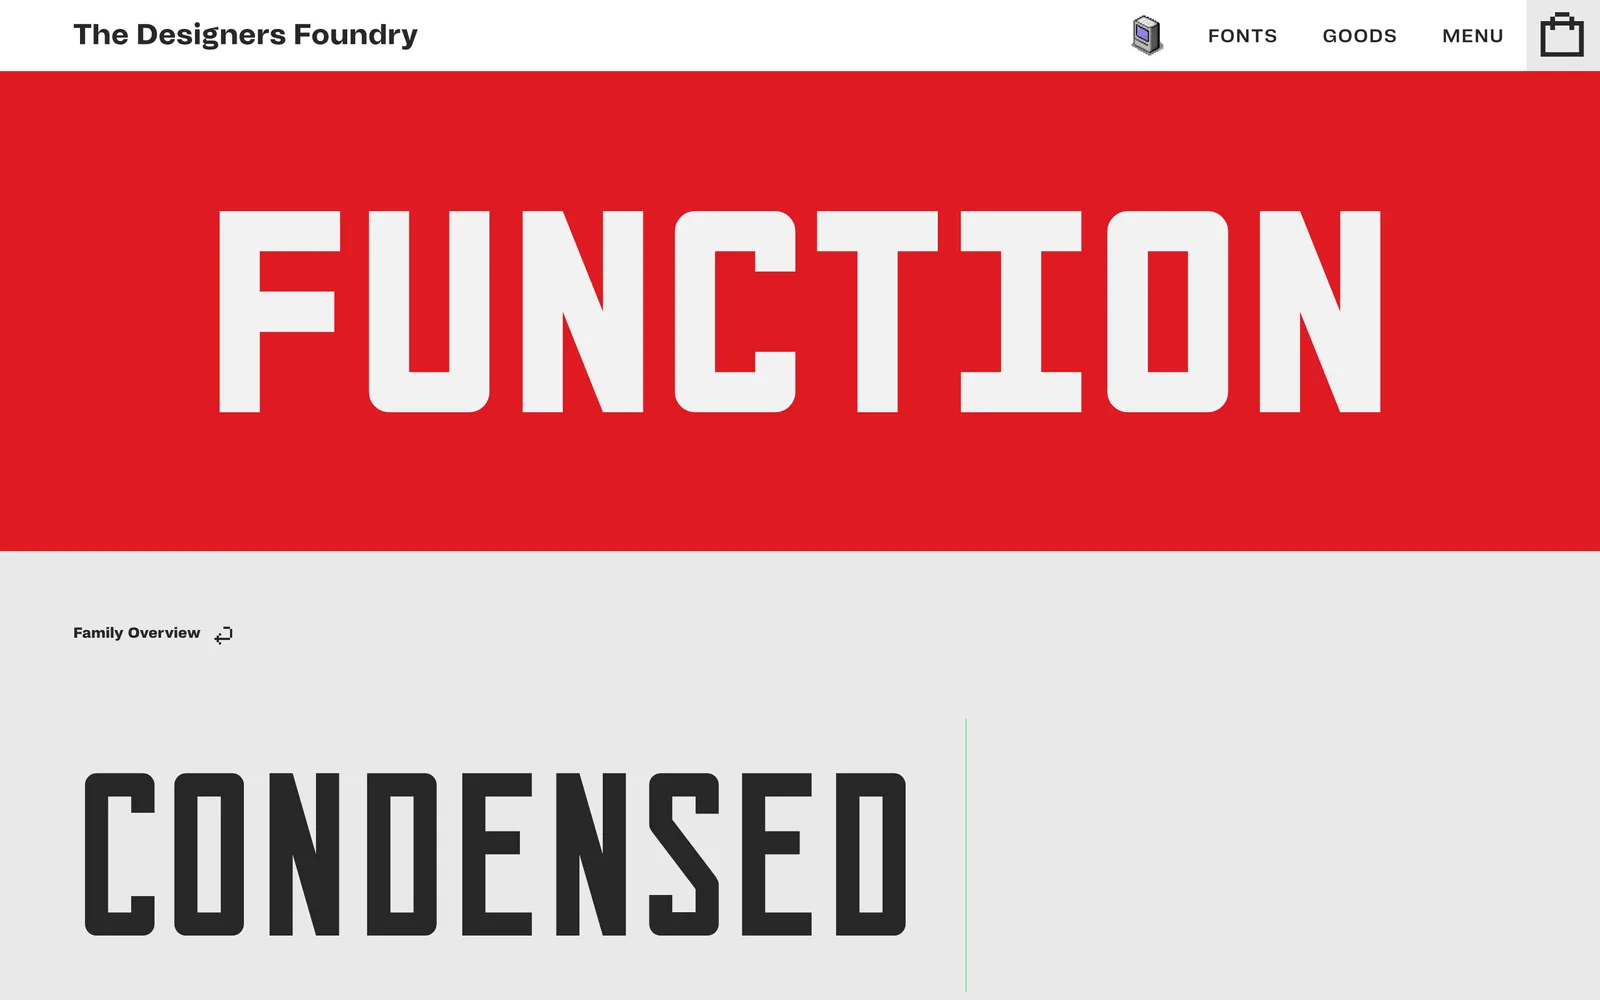 The Designers Foundry
FONTS GOODS MENU
FUNCTION
Family Overview
CONDENSED